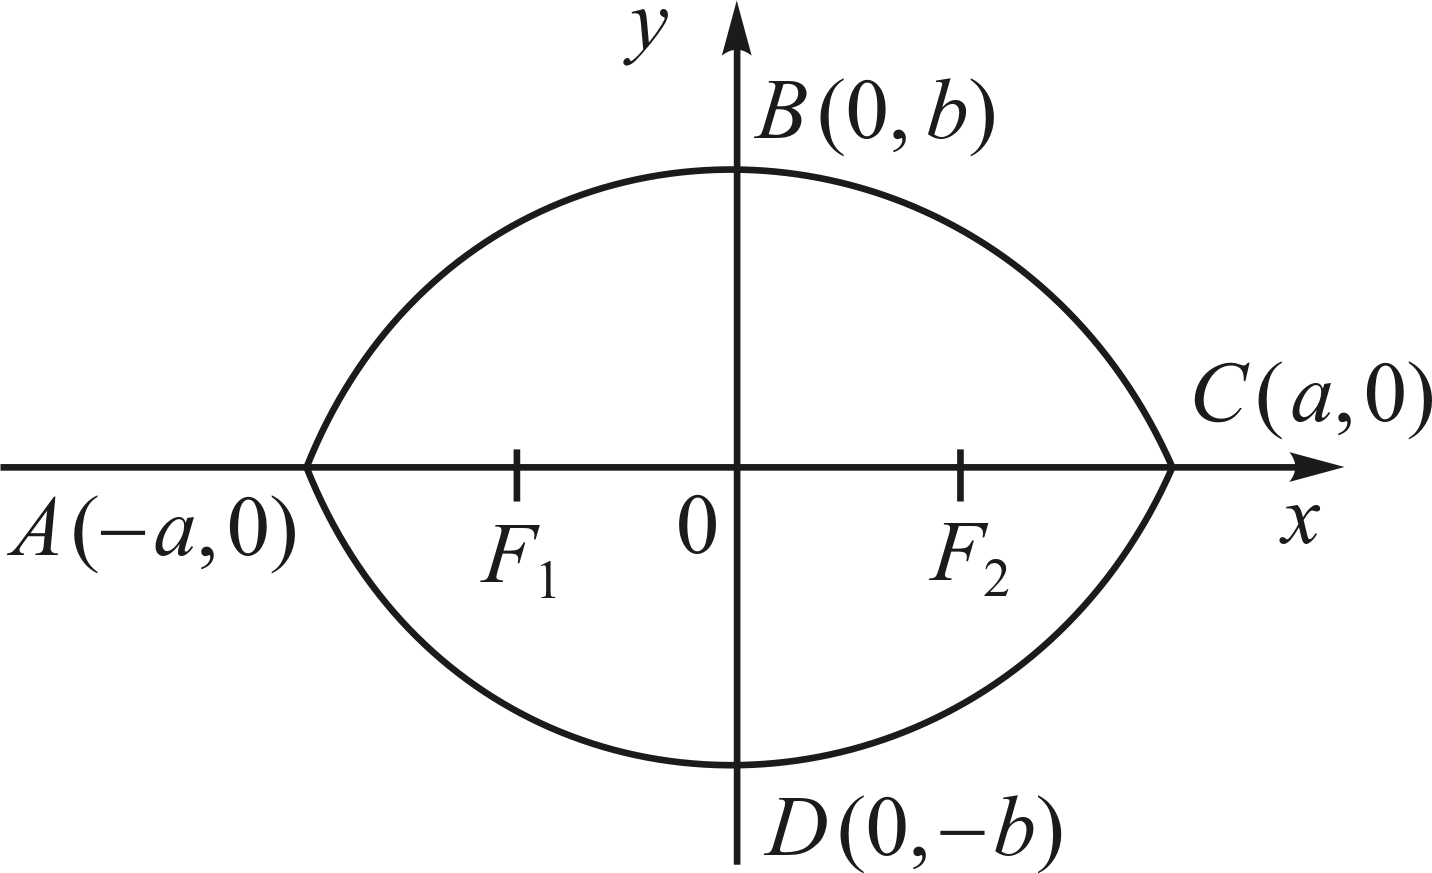 y
B(0, b)
C(a,0)
A(−a,0)
F₁
0
F₂
x
D(0,−b)